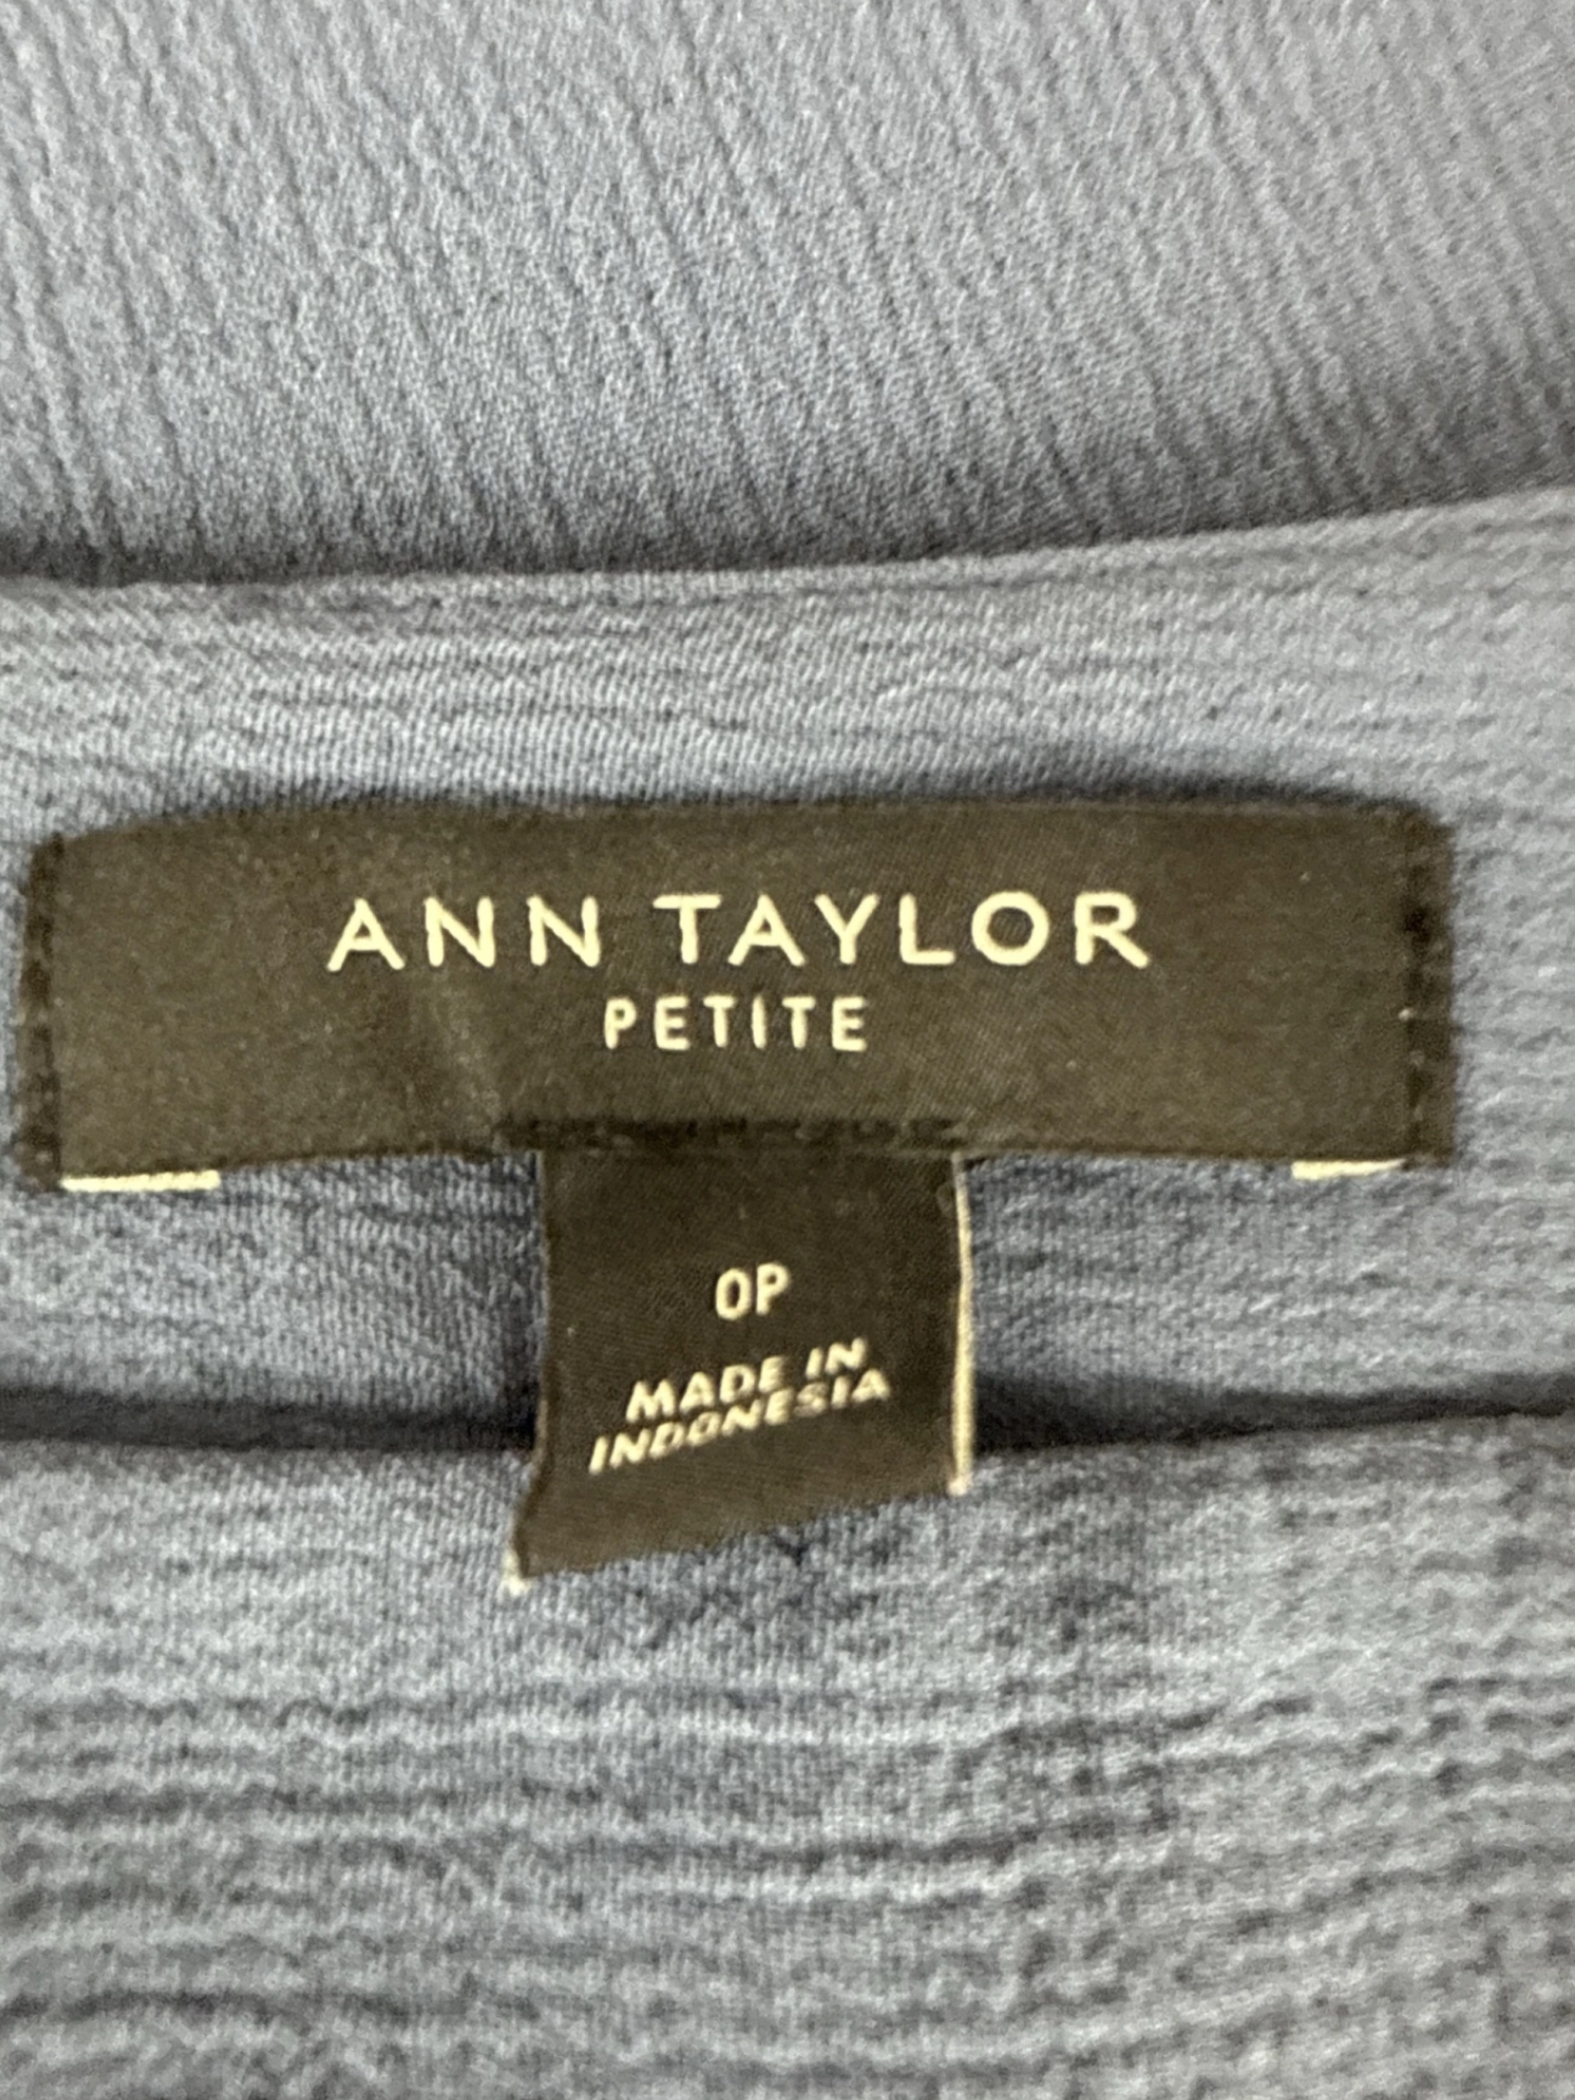 ANN TAYLOR
PETITE
0P
MADE IN
INDONESIA